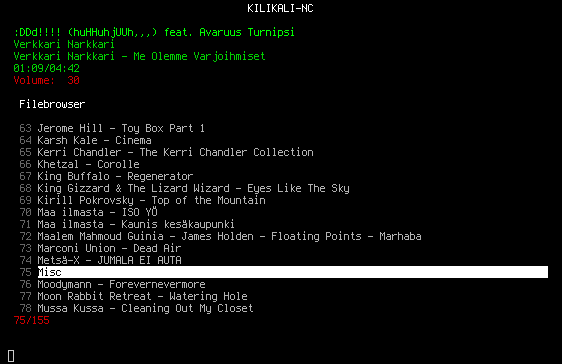 KILIKALI-NC
:DDd!!!! (huHHuhjUUh,,,) feat. Avaruus Turnipsi
Verkkari Narkkari
Verkkari Narkkari - Me Olemme Varjoihmiset
01:09/04:42
Volume: 30
Filebrowser
63 Jerome Hill - Toy Box Part 1
64 Karsh Kale - Cinema
65 Kerri Chandler - The Kerri Chandler Collection
66 Khetzal - Corolle
67 King Buffalo - Regenerator
68 King Gizzard & The Lizard Wizard - Eyes Like The Sky
69 Kirill Pokrovsky - Top of the Mountain
70 Maa ilmasta - ISO YÖ
71 Maa ilmasta - Kaunis kesäkaupunki
72 Maalem Mahmoud Guinia - James Holden - Floating Points - Marhaba
73 Marconi Union - Dead Air
74 Metsä-X - JUMALA EI AUTA
75 Misc
76 Moodymann - Forevernevermore
77 Moon Rabbit Retreat - Watering Hole
78 Mussa Kussa - Cleaning Out My Closet
75/155